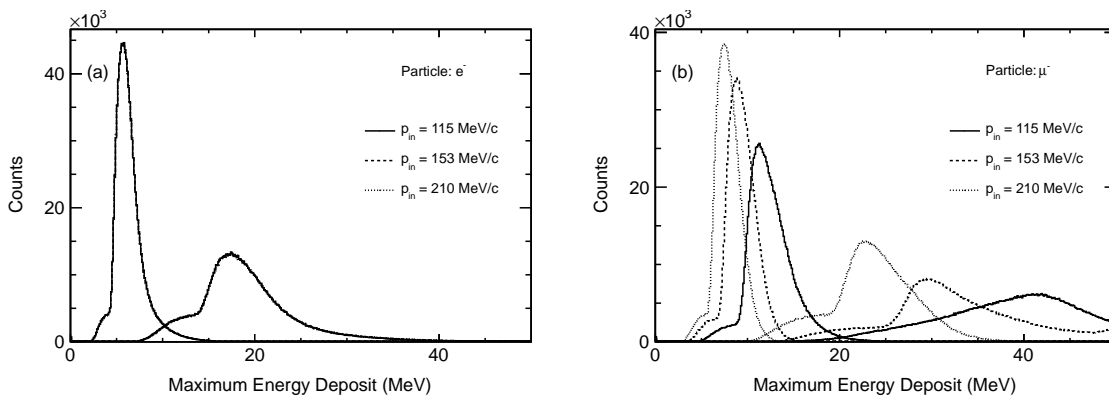 ×10³
(a)
Particle: e⁻
p_in = 115 MeV/c
p_in = 153 MeV/c
p_in = 210 MeV/c
Counts
40
20
0
0 20 40
Maximum Energy Deposit (MeV)
×10³
(b)
Particle: μ⁻
p_in = 115 MeV/c
p_in = 153 MeV/c
p_in = 210 MeV/c
Counts
40
20
0
0 20 40
Maximum Energy Deposit (MeV)